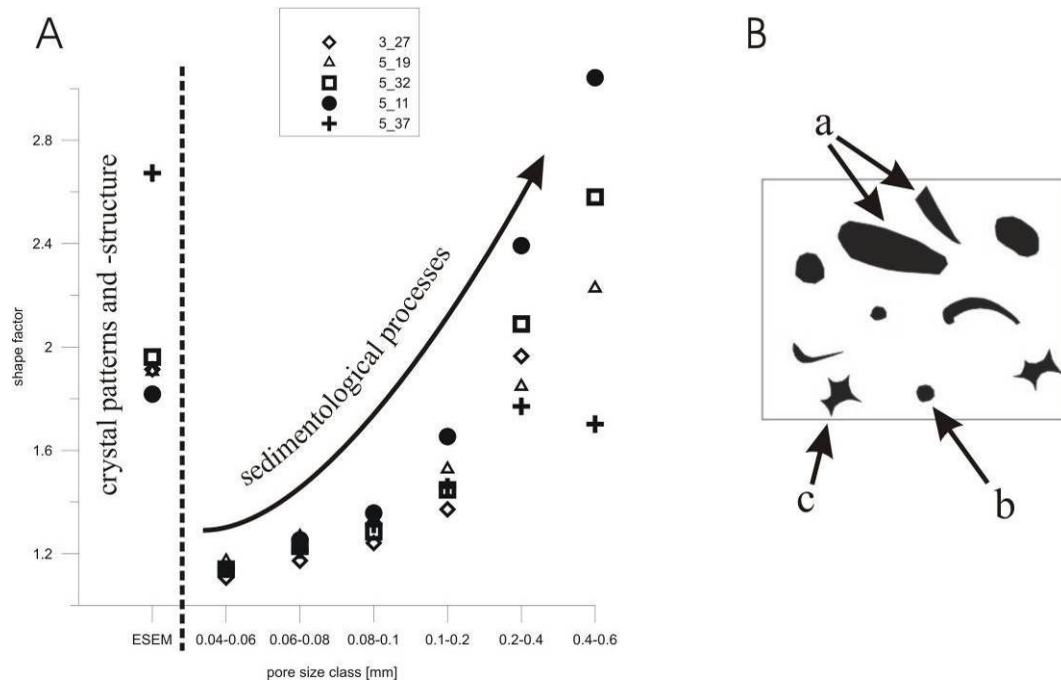 A
3_27
5_19
5_32
5_11
5_37
2.8
2.4
2
1.6
1.2
shape factor
crystal patterns and -structure
sedimentological processes
ESEM 0.04-0.06 0.06-0.08 0.08-0.1 0.1-0.2 0.2-0.4 0.4-0.6
pore size class [mm]
B
a
c
b